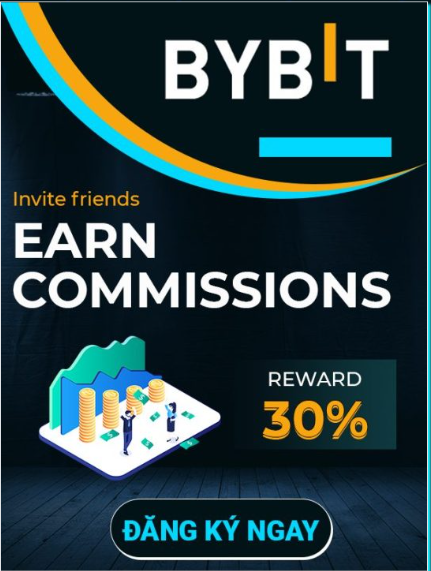 BYBIT
Invite friends
EARN
COMMISSIONS
REWARD
30%
ĐĂNG KÝ NGAY